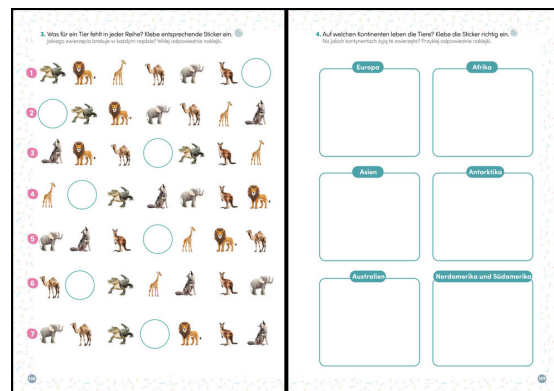 3. Was für ein Tier fehlt in jeder Reihe? Klebe entsprechende Sticker ein.
Jakiego zwierzęcia brakuje w każdym rzędzie? Wklej odpowiednie naklejki.
1
2
3
4
5
6
7
4. Auf welchen Kontinenten leben die Tiere? Klebe die Sticker richtig ein.
Na jakich kontynentach żyją te zwierzęta? Przyklej odpowiednie naklejki.
Europa
Afrika
Asien
Antarktika
Australien
Nordamerika und Südamerika